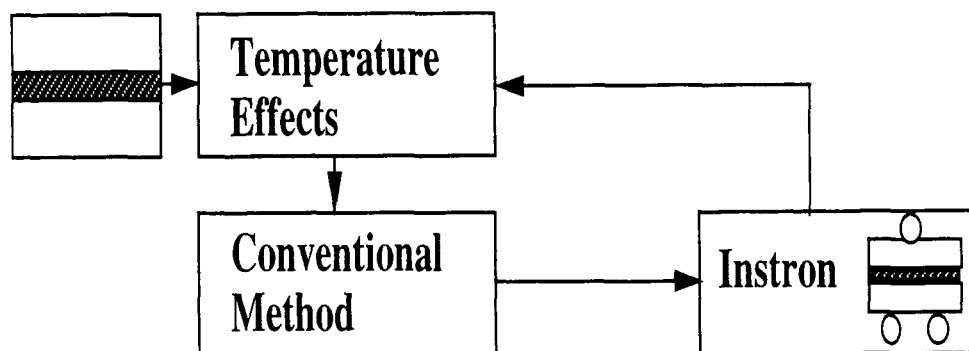 Temperature
Effects
Conventional
Method
Instron